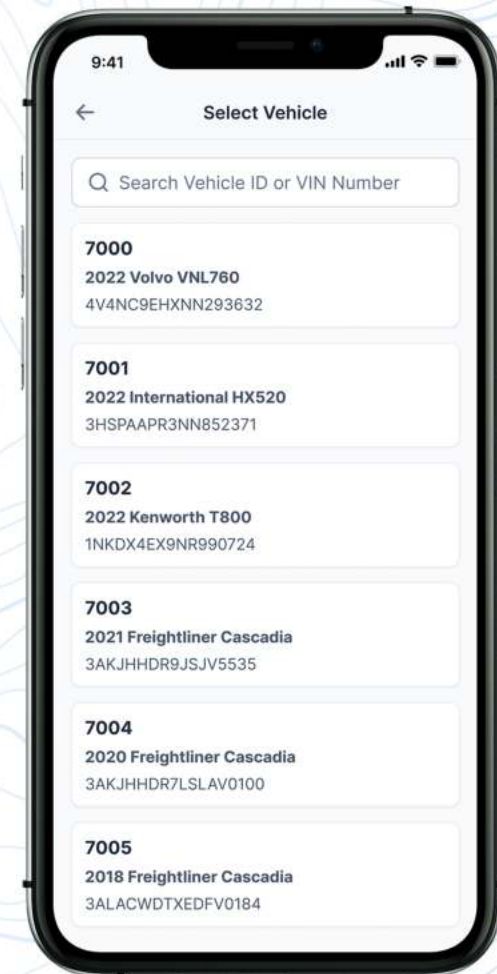 9:41
Select Vehicle
Search Vehicle ID or VIN Number
7000
2022 Volvo VNL760
4V4NC9EHXNN293632
7001
2022 International HX520
3HSPAAPR3NN852371
7002
2022 Kenworth T800
1NKDX4EX9NR990724
7003
2021 Freightliner Cascadia
3AKJHHDR9JSJV5535
7004
2020 Freightliner Cascadia
3AKJHHDR7LSLAV0100
7005
2018 Freightliner Cascadia
3ALACWDTXEDFV0184